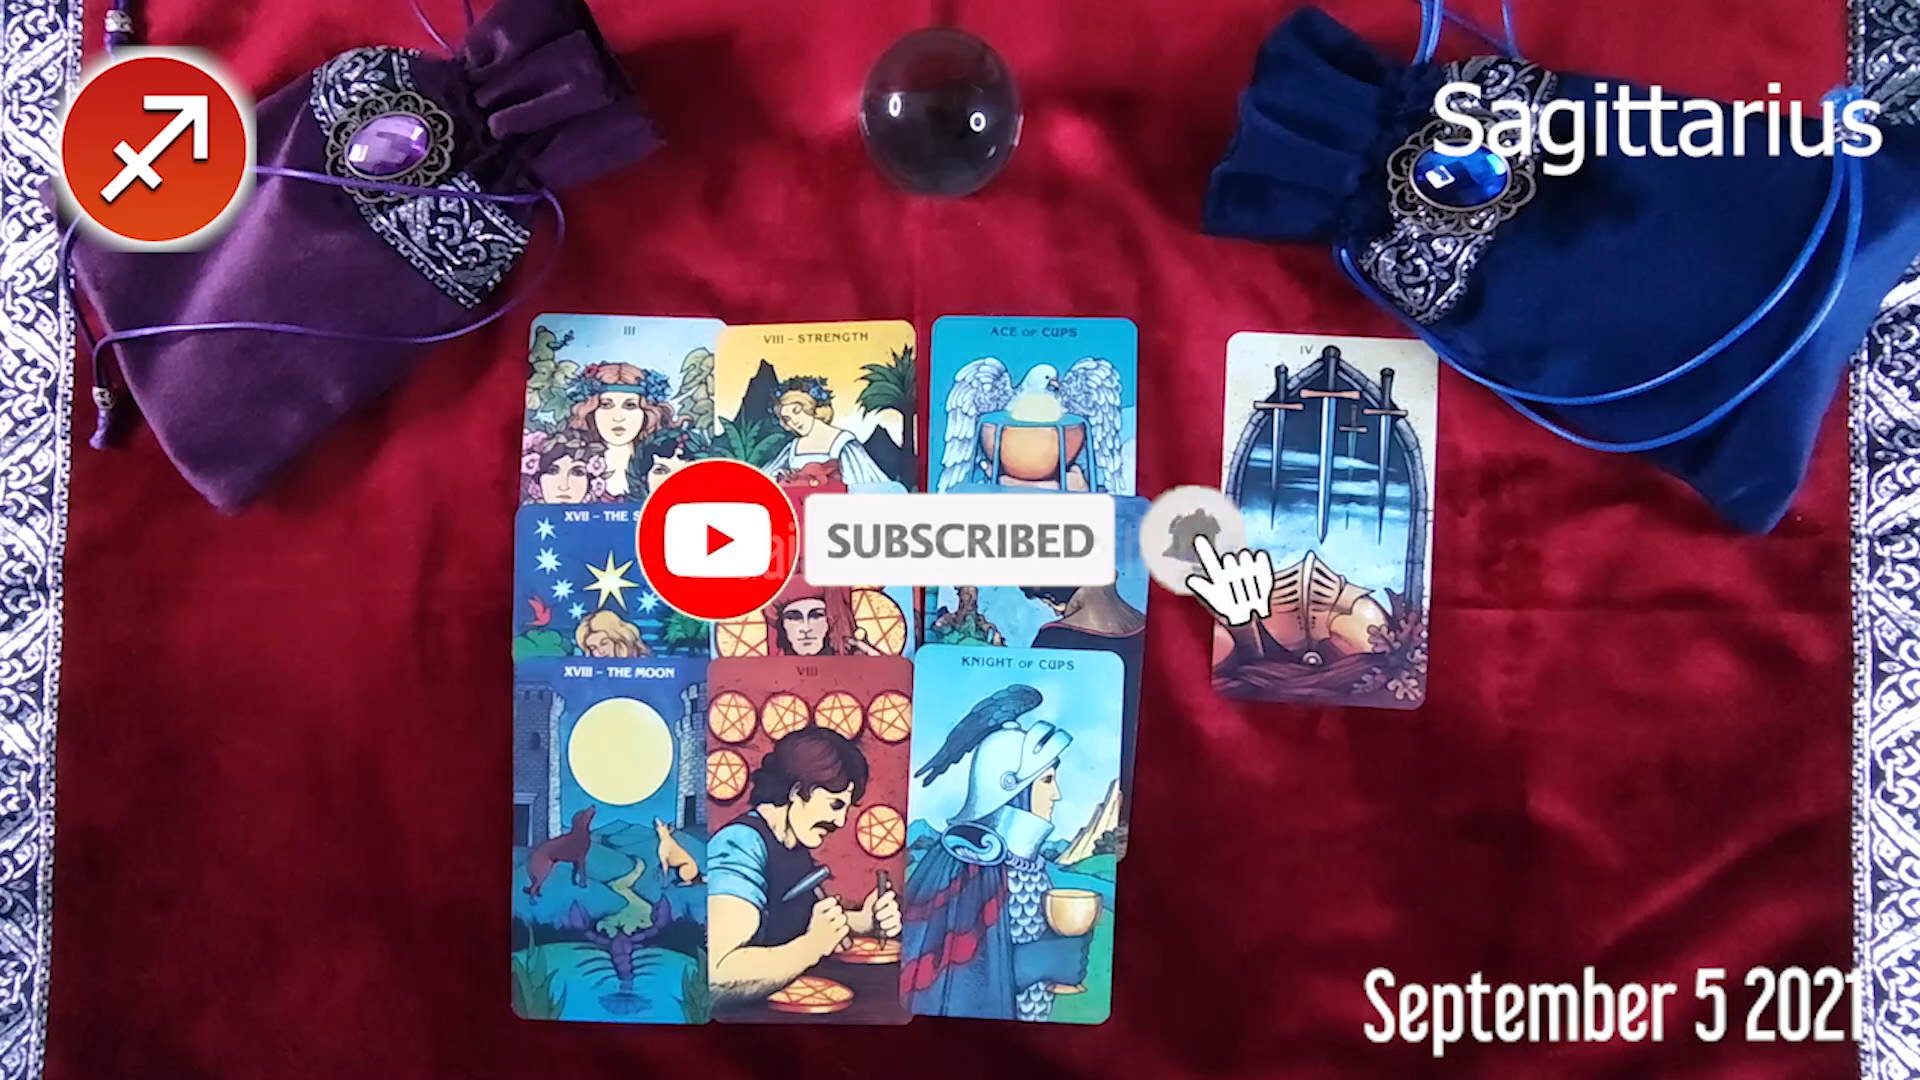 Sagittarius
III
VIII – STRENGTH
ACE OF CUPS
IV
XVII – THE S
SUBSCRIBED
XVIII – THE MOON
VIII
KNIGHT OF CUPS
September 5 2021